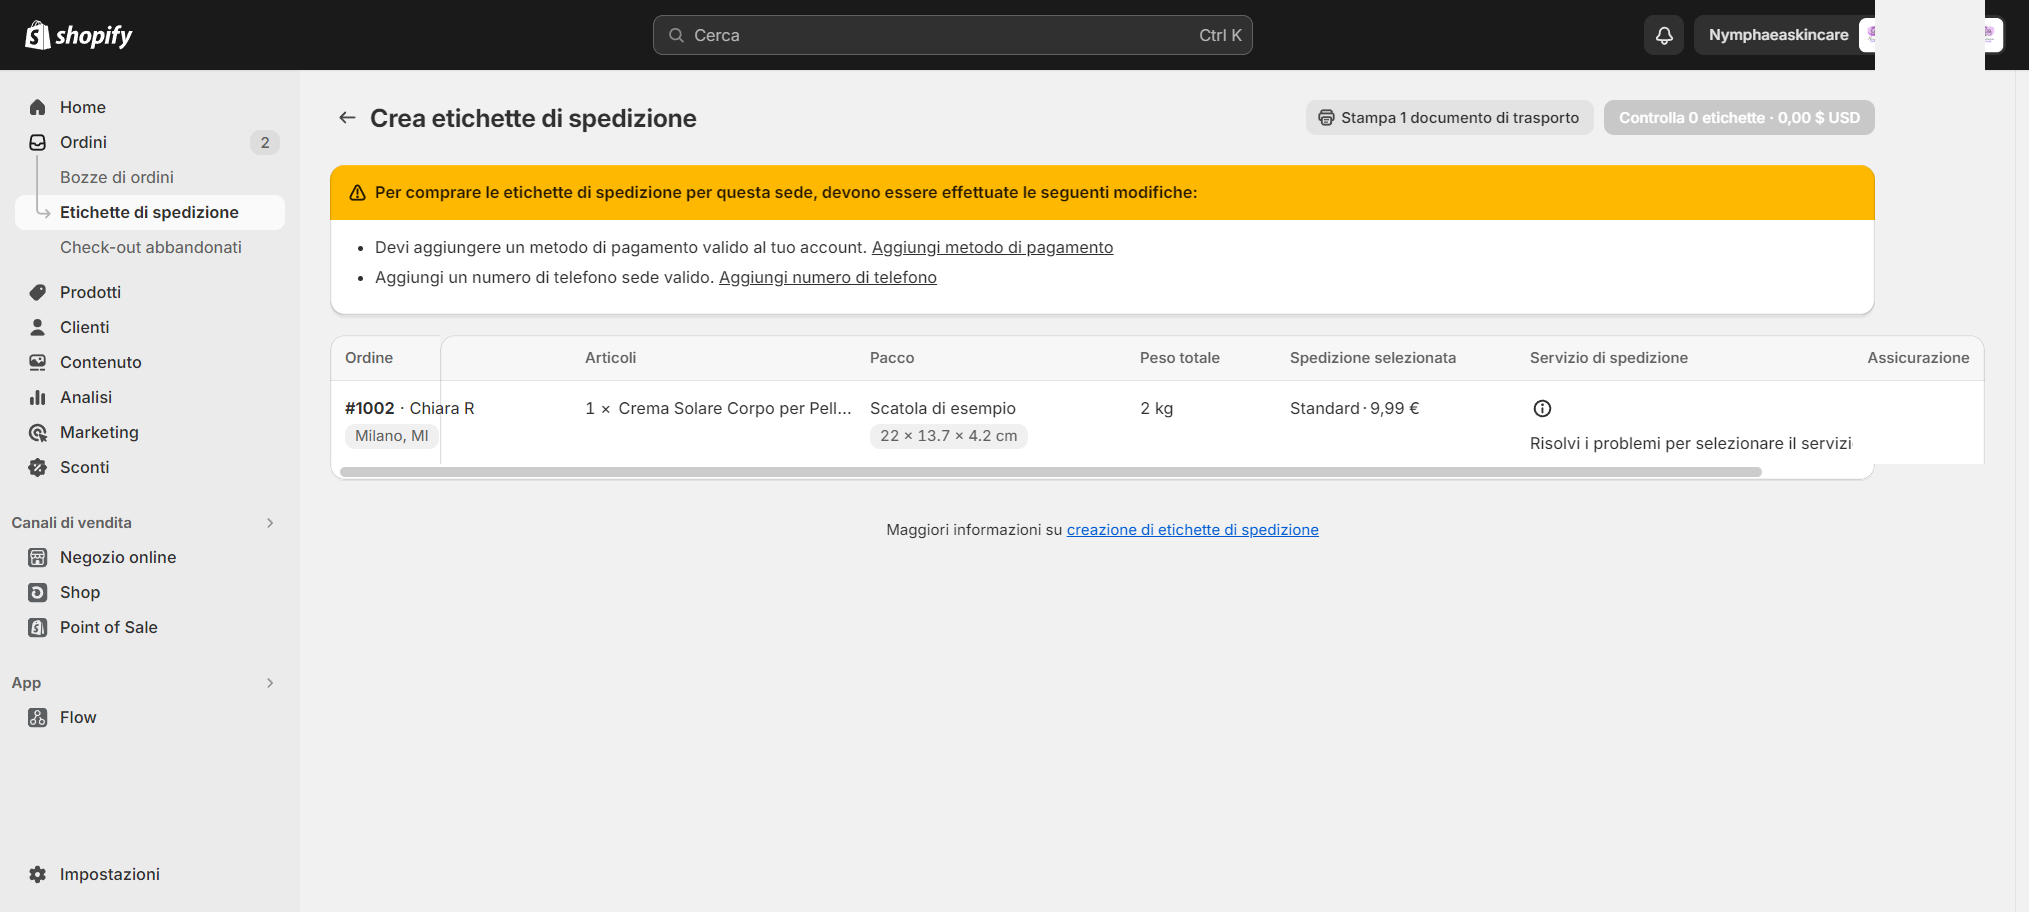 shopify
Cerca
Ctrl K
Nymphaeaskincare
Home
Ordini
2
Bozze di ordini
Etichette di spedizione
Check-out abbandonati
Prodotti
Clienti
Contenuto
Analisi
Marketing
Sconti
Canali di vendita
Negozio online
Shop
Point of Sale
App
Flow
Impostazioni
Crea etichette di spedizione
Stampa 1 documento di trasporto
Controlla 0 etichette · 0,00 $ USD
Per comprare le etichette di spedizione per questa sede, devono essere effettuate le seguenti modifiche:
• Devi aggiungere un metodo di pagamento valido al tuo account. Aggiungi metodo di pagamento
• Aggiungi un numero di telefono sede valido. Aggiungi numero di telefono
Ordine Articoli Pacco Peso totale Spedizione selezionata Servizio di spedizione Assicurazione
#1002 · Chiara R 1 × Crema Solare Corpo per Pell... Scatola di esempio 2 kg Standard · 9,99 €
Milano, MI 22 × 13.7 × 4.2 cm Risolvi i problemi per selezionare il servizi
Maggiori informazioni su creazione di etichette di spedizione